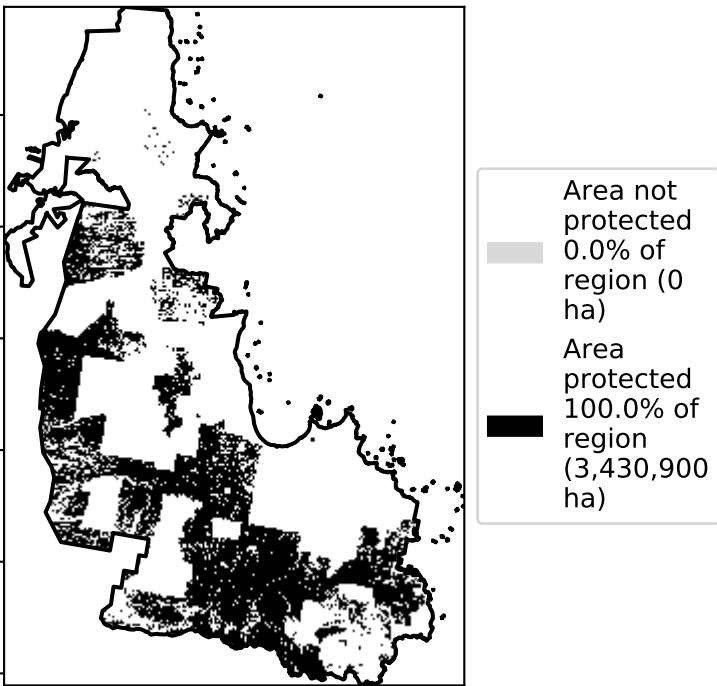 Area not
protected
0.0% of
region (0
ha)
Area
protected
100.0% of
region
(3,430,900
ha)